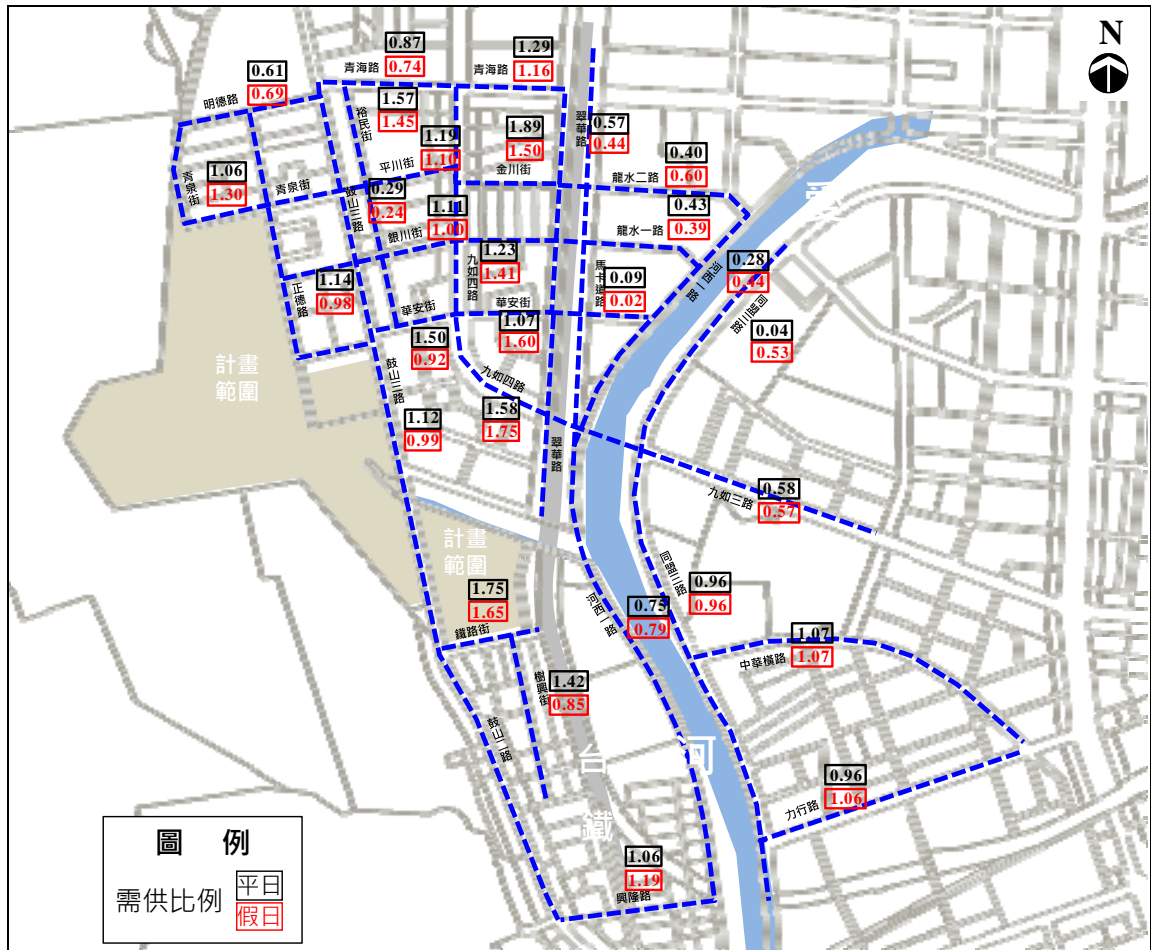 N
0.87
0.74
青海路
1.29
1.16
青海路
0.61
0.69
明德路
1.57
1.45
裕民街
1.19
1.10
平川街
1.89
1.50
金川街
翠華路
0.57
0.44
0.40
0.60
龍水二路
愛
1.06
1.30
青泉街
青泉街
鼓山三路
0.29
0.24
1.11
1.00
銀川街
0.43
0.39
龍水一路
九如四路
1.23
1.41
馬卡道路
0.09
0.02
河西一路
0.28
0.44
同盟三路
正德路
1.14
0.98
華安街
華安街
1.07
1.60
0.04
0.53
1.50
0.92
計畫
範圍
鼓山三路
九如四路
1.12
0.99
1.58
1.75
翠華路
0.58
0.57
九如三路
計畫
範圍
1.75
1.65
鐵路街
同盟三路
0.96
0.96
河西一路
0.75
0.79
1.07
1.07
中華橫路
樹興街
1.42
0.85
鼓山二路
台
河
鐵
0.96
1.06
力行路
1.06
1.19
興隆路
圖 例
需供比例
平日
假日